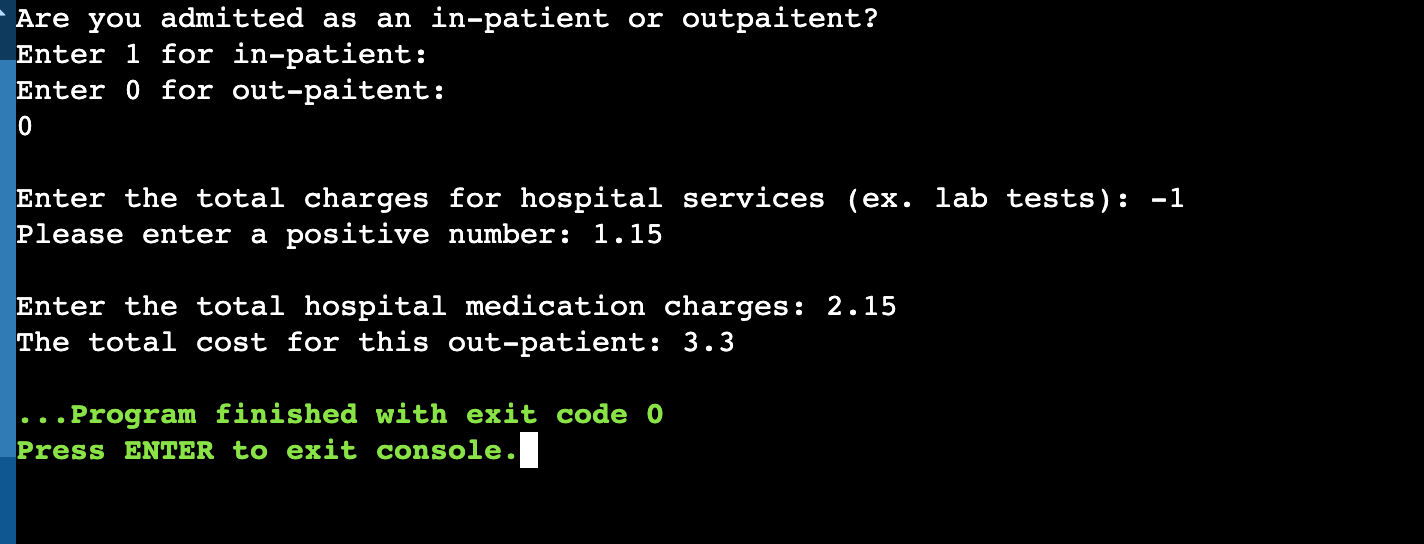 Are you admitted as an in-patient or outpaitent?
Enter 1 for in-patient:
Enter 0 for out-paitent:
0
Enter the total charges for hospital services (ex. lab tests): -1
Please enter a positive number: 1.15
Enter the total hospital medication charges: 2.15
The total cost for this out-patient: 3.3
...Program finished with exit code 0
Press ENTER to exit console.